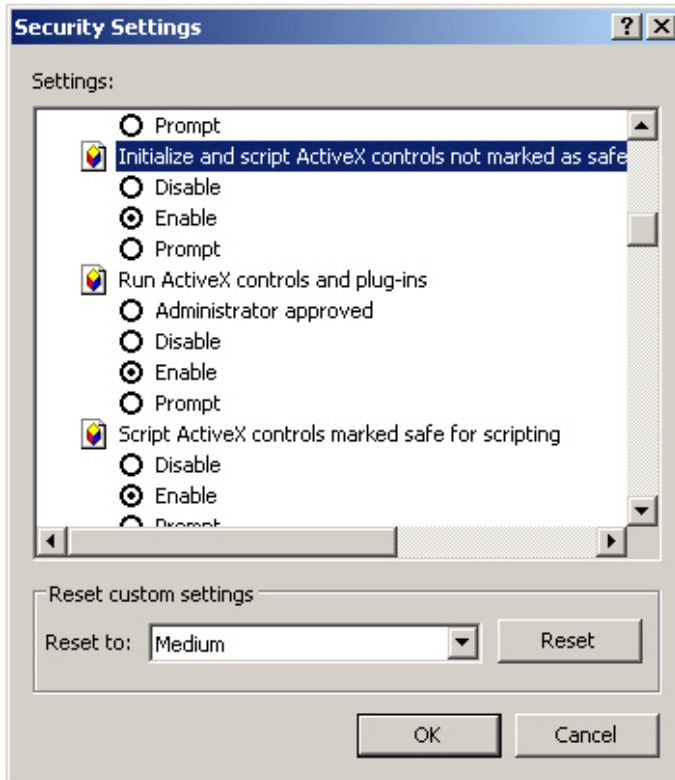 Security Settings
Settings:
Prompt
Initialize and script ActiveX controls not marked as safe
Disable
Enable
Prompt
Run ActiveX controls and plug-ins
Administrator approved
Disable
Enable
Prompt
Script ActiveX controls marked safe for scripting
Disable
Enable
Prompt
Reset custom settings
Reset to: Medium Reset
OK Cancel